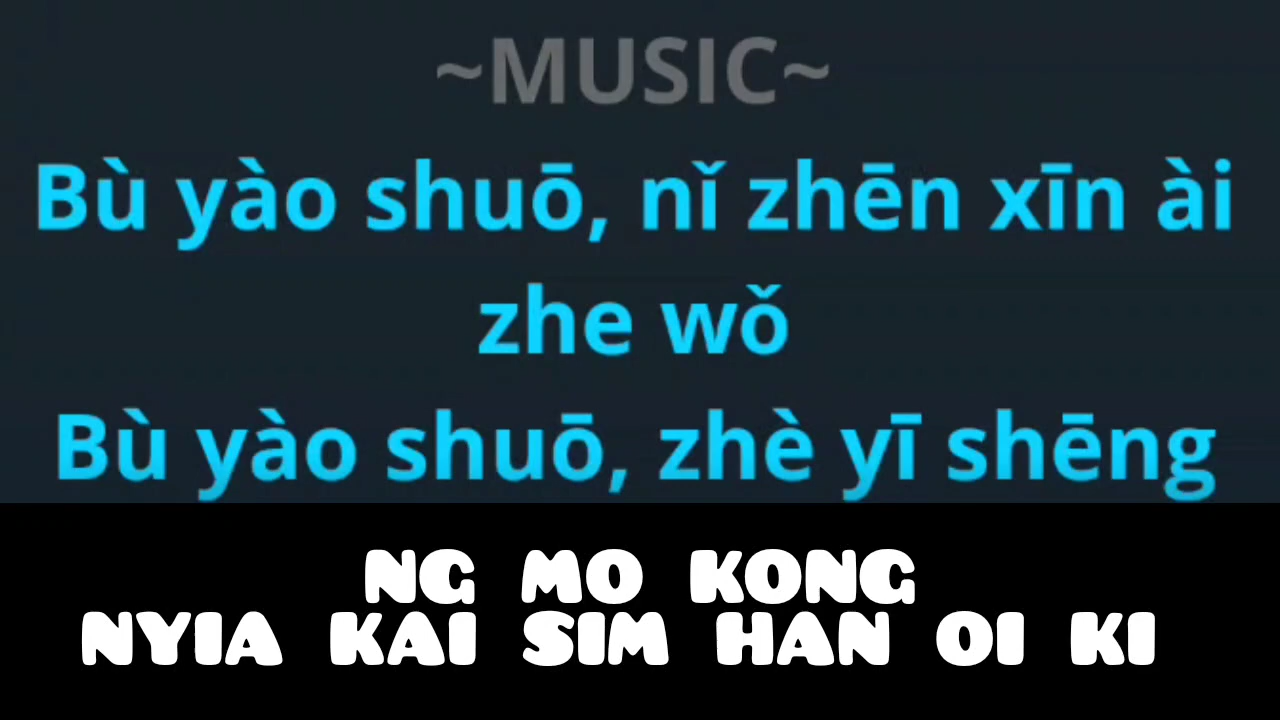 ~MUSIC~
Bù yào shuō, nǐ zhēn xīn ài
zhe wǒ
Bù yào shuō, zhè yī shēng
NG MO KONG
NYIA KAI SIM HAN OI KI